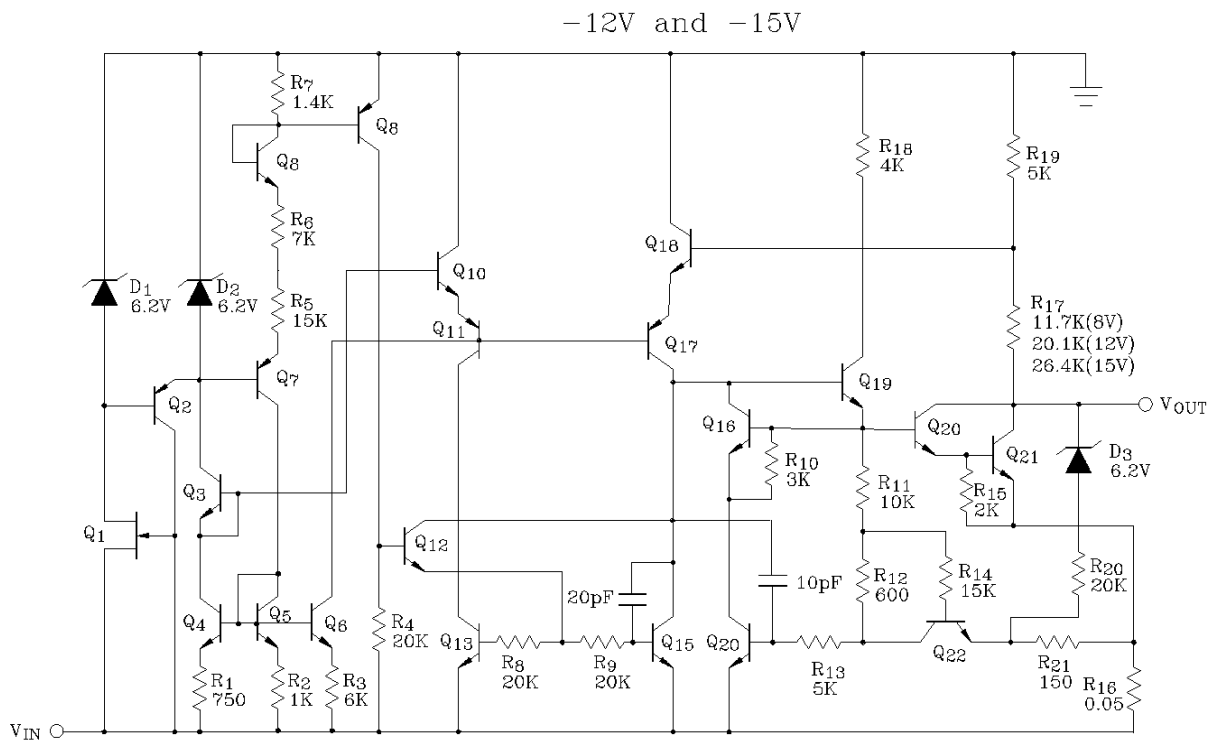 -12V and -15V
R7
1.4K
Q8
Q8
R18
4K
R19
5K
R6
7K
Q18
Q10
D1
6.2V
D2
6.2V
R5
15K
R17
11.7K(8V)
20.1K(12V)
26.4K(15V)
Q11
Q17
Q7
Q19
Q2
VOUT
Q16
Q20
Q21
D3
6.2V
R10
3K
R11
10K
R15
2K
Q3
Q1
Q12
20pF
10pF
R12
600
R14
15K
R20
20K
Q4
Q5
Q6
R4
20K
Q13
R8
20K
R9
20K
Q15
Q20
R13
5K
Q22
R21
150
R1
750
R2
1K
R3
6K
R16
0.05
VIN